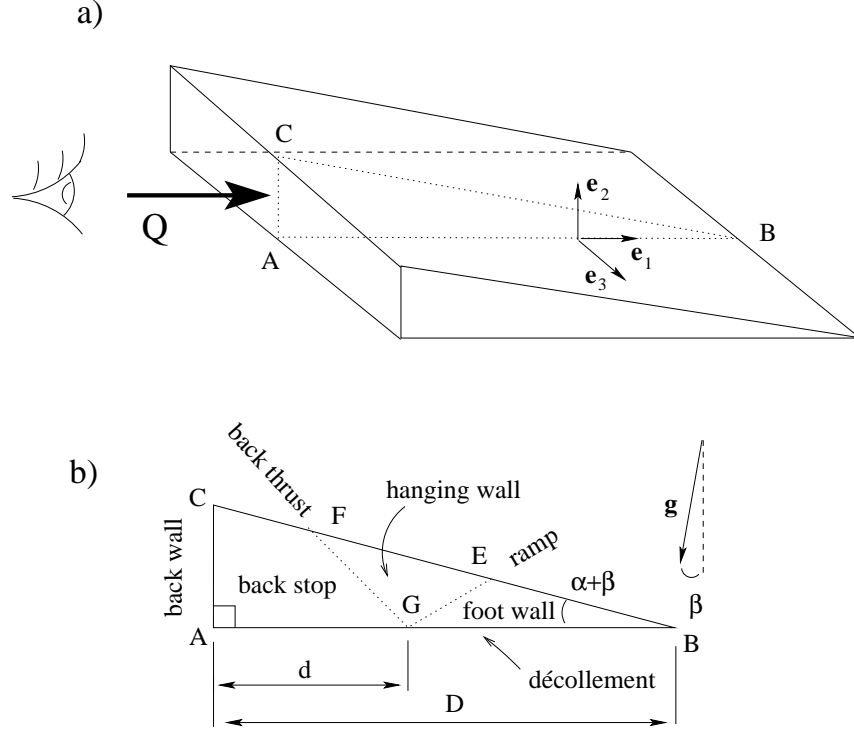 a)
C
e₂
Q
B
A
e₁
e₃
b)
back thrust
hanging wall
C
F
g
back wall
E
ramp
α+β
back stop
G
foot wall
β
A
B
d
décollement
D